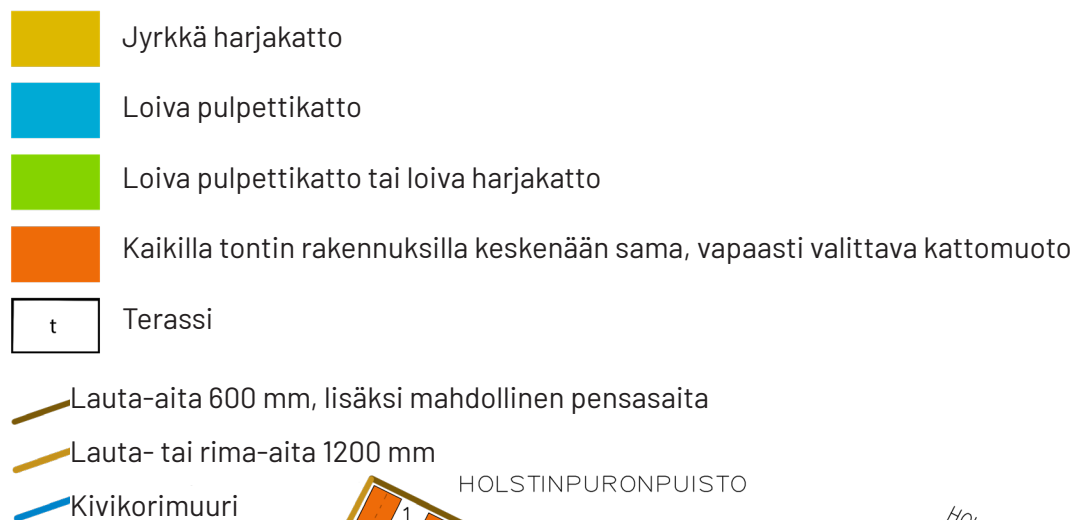 Jyrkkä harjakatto
Loiva pulpettikatto
Loiva pulpettikatto tai loiva harjakatto
Kaikilla tontin rakennuksilla keskenään sama, vapaasti valittava kattomuoto
t Terassi
Lauta-aita 600 mm, lisäksi mahdollinen pensasaita
Lauta- tai rima-aita 1200 mm
HOLSTINPURONPUISTO
Kivikorimuuri
1